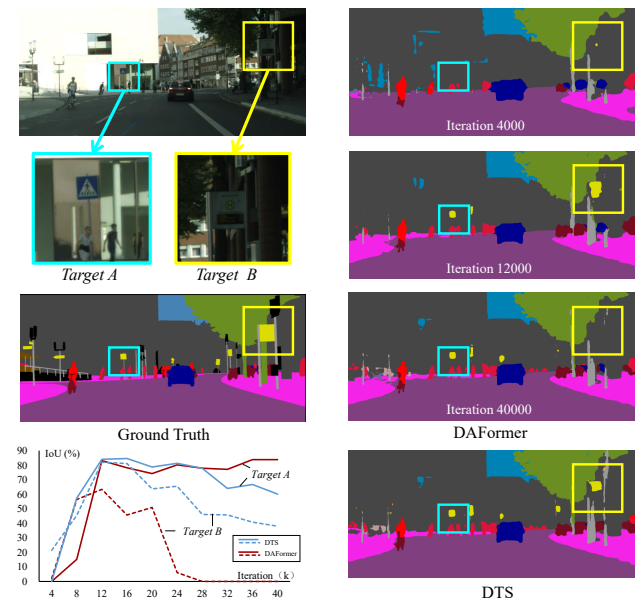 Iteration 4000
Target A
Target B
Iteration 12000
Ground Truth
Iteration 40000
DAFormer
IoU (%)
90
80
70
60
50
40
30
20
10
0
Target A
Target B
DTS
DAFormer
Iteration（k）
4 8 12 16 20 24 28 32 36 40
DTS